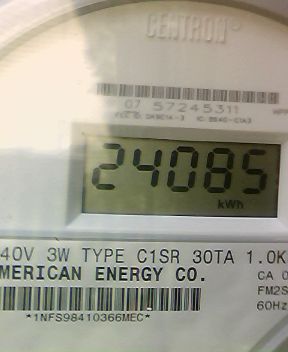 CENTRON®
07 57245311
24085
kWh
40V 3W TYPE C1SR 30TA 1.0K
MERICAN ENERGY CO.
CA 0
FM2S
60Hz
*1NFS98410366MEC*